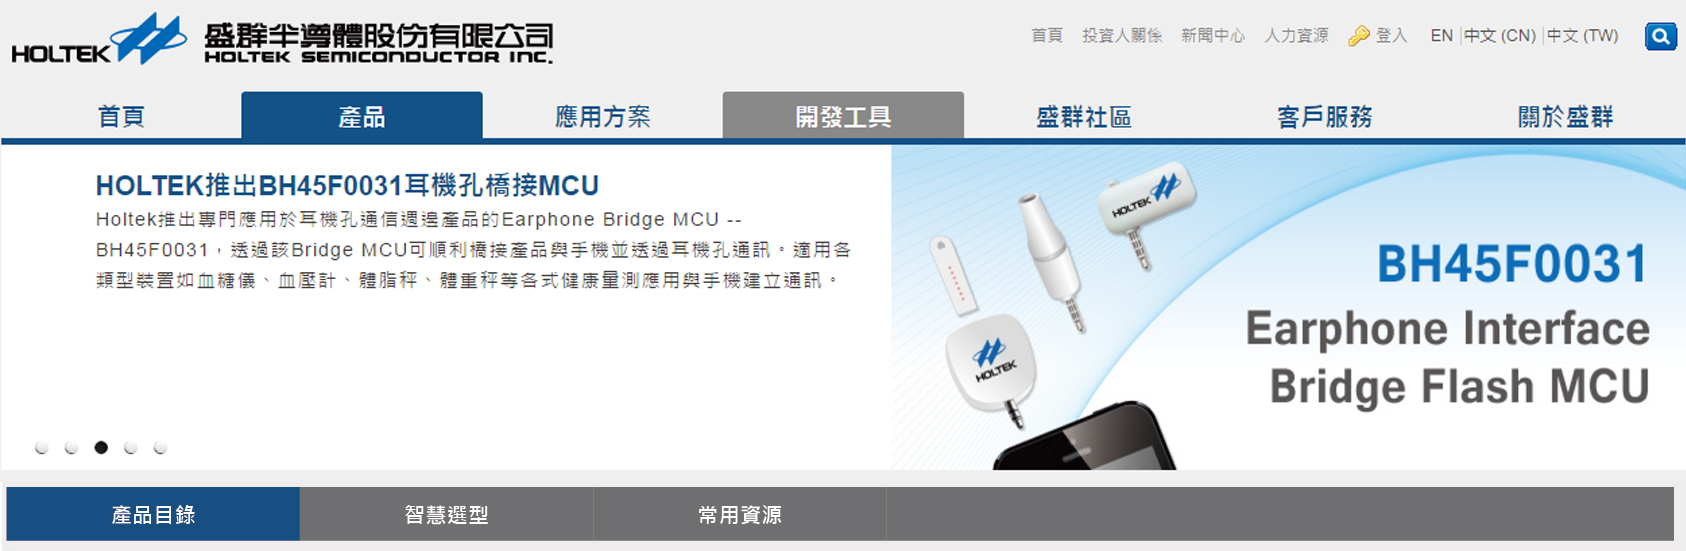 HOLTEK 盛群半導體股份有限公司
HOLTEK SEMICONDUCTOR INC.
首頁 投資人關係 新聞中心 人力資源 登入 EN 中文 (CN) 中文 (TW)
首頁 產品 應用方案 開發工具 盛群社區 客戶服務 關於盛群
HOLTEK推出BH45F0031耳機孔橋接MCU
Holtek推出專門應用於耳機孔通信週邊產品的Earphone Bridge MCU --
BH45F0031，透過該Bridge MCU可順利橋接產品與手機並透過耳機孔通訊。適用各
類型裝置如血糖儀、血壓計、體脂秤、體重秤等各式健康量測應用與手機建立通訊。
HOLTEK
HOLTEK
BH45F0031
Earphone Interface
Bridge Flash MCU
產品目錄 智慧選型 常用資源